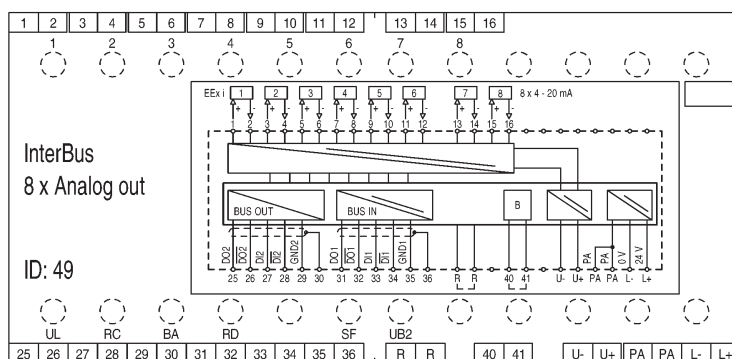 1 2 3 4 5 6 7 8 9 10 11 12 13 14 15 16
1 2 3 4 5 6 7 8
EEx i 1 2 3 4 5 6 7 8 8 x 4 - 20 mA
+ - + - + - + - + - + - + - + -
1 2 3 4 5 6 7 8 9 10 11 12 13 14 15 16
InterBus
8 x Analog out
BUS OUT BUS IN B
DO2 DO2 DI2 DI2 GND2 DO1 DO1 DI1 DI1 GND1 PA PA 0 V 24 V
ID: 49
25 26 27 28 29 30 31 32 33 34 35 36 R R 40 41 U- U+ PA PA L- L+
UL RC BA RD SF UB2
25 26 27 28 29 30 31 32 33 34 35 36 R R 40 41 U- U+ PA PA L- L+